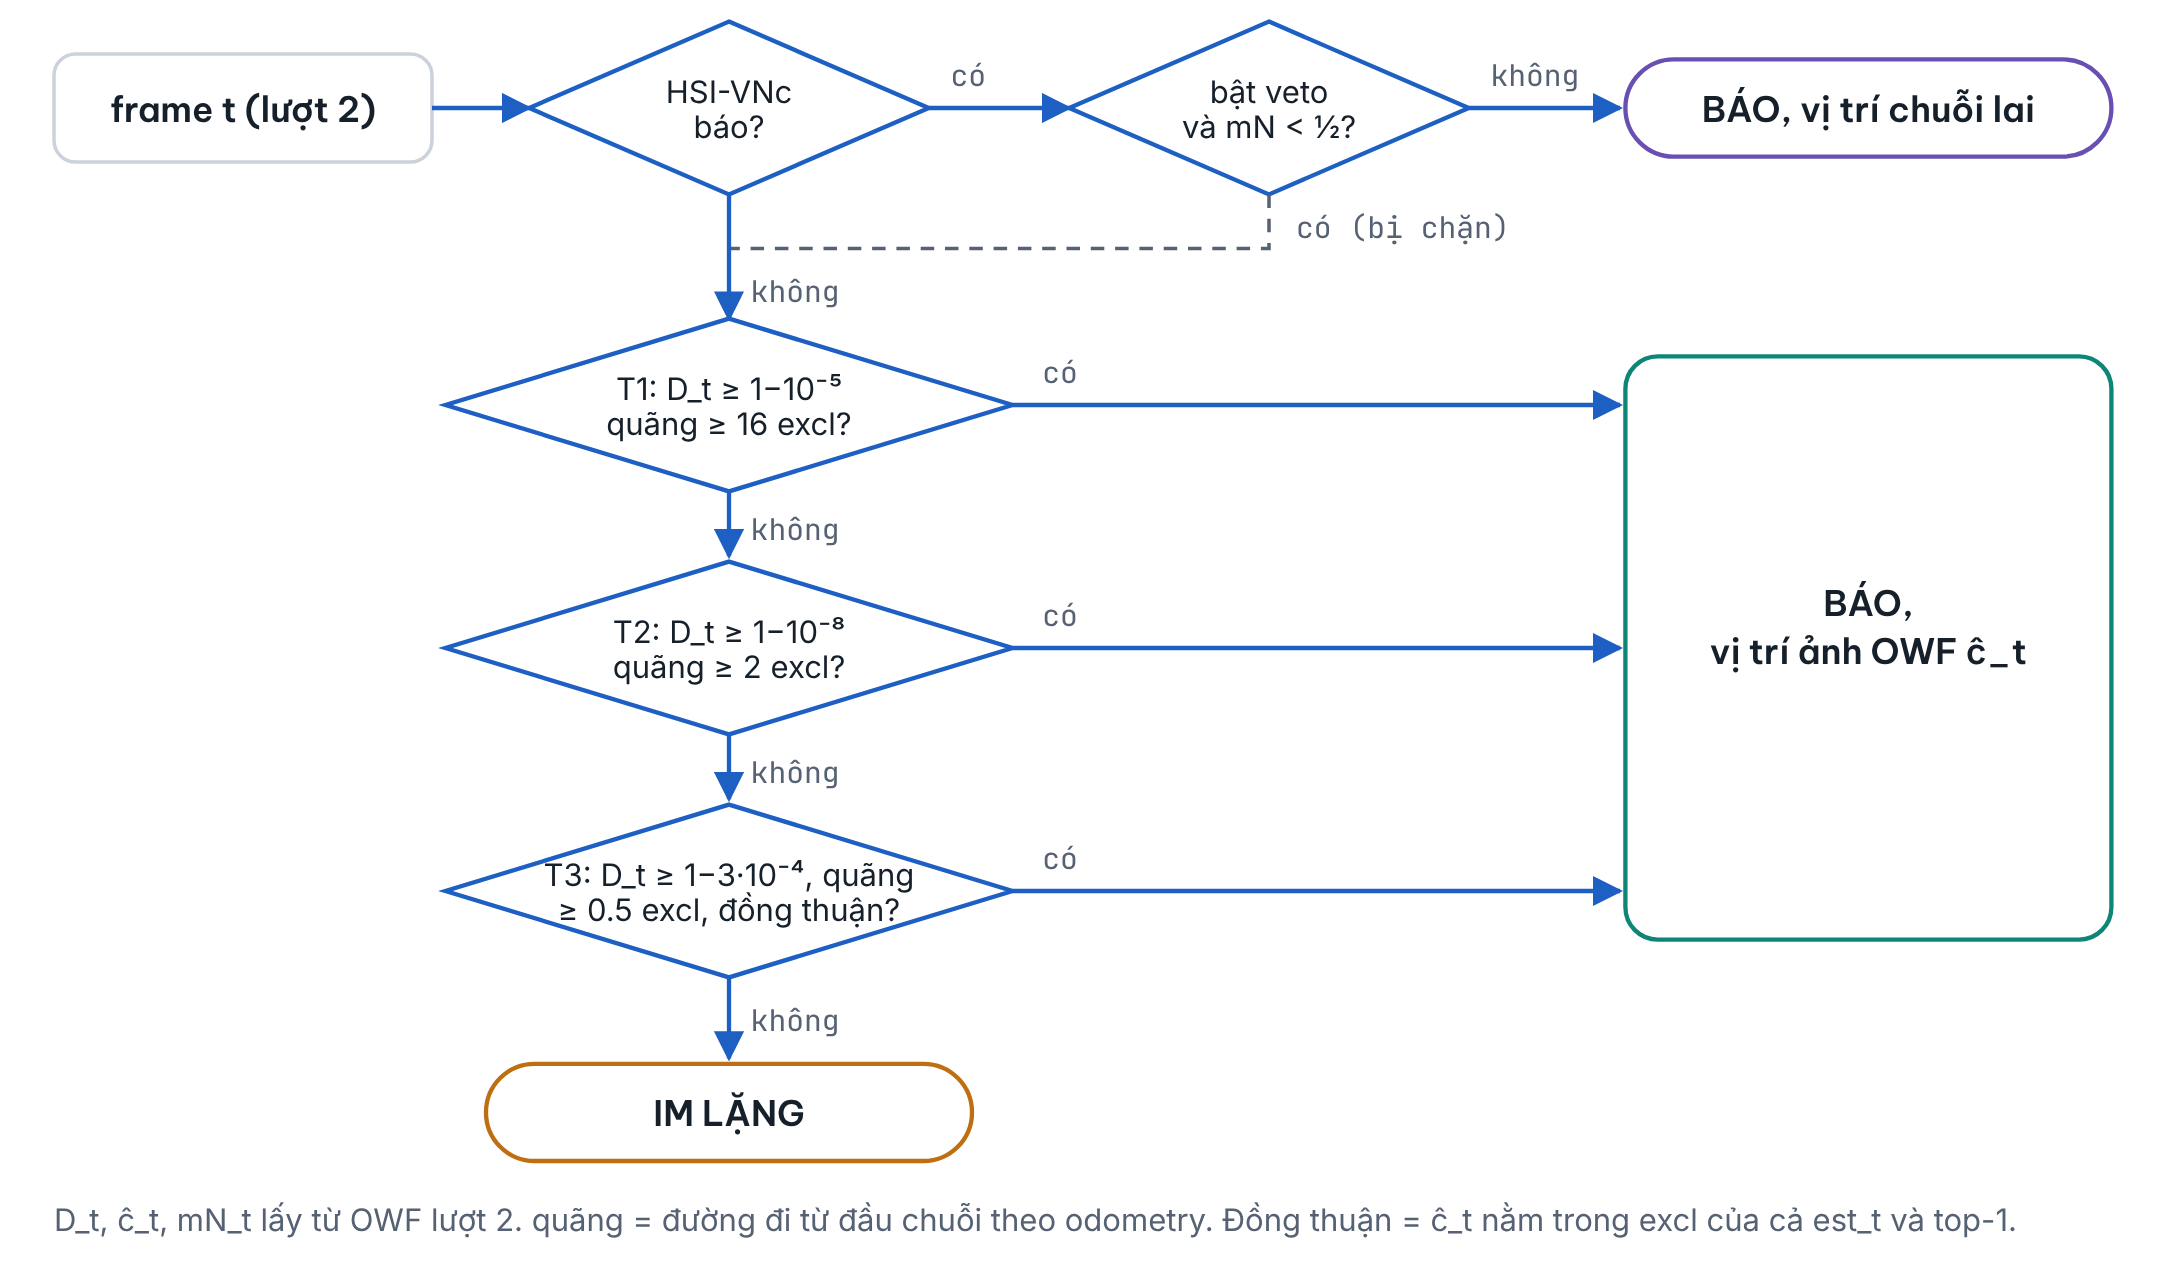 frame t (lượt 2)
HSI-VNc
báo?
có
bật veto
và mN < ½?
không
BÁO, vị trí chuỗi lai
có (bị chặn)
không
T1: D_t ≥ 1−10⁻⁵
quãng ≥ 16 excl?
có
không
T2: D_t ≥ 1−10⁻⁸
quãng ≥ 2 excl?
có
BÁO,
vị trí ảnh OWF ĉ_t
không
T3: D_t ≥ 1−3·10⁻⁴, quãng
≥ 0.5 excl, đồng thuận?
có
không
IM LẶNG
D_t, ĉ_t, mN_t lấy từ OWF lượt 2. quãng = đường đi từ đầu chuỗi theo odometry. Đồng thuận = ĉ_t nằm trong excl của cả est_t và top-1.